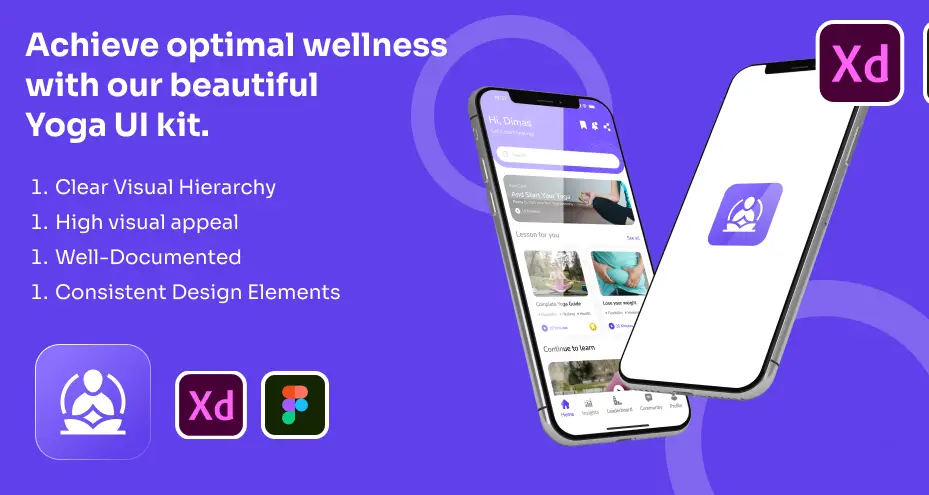 Achieve optimal wellness
with our beautiful
Yoga UI kit.
1. Clear Visual Hierarchy
1. High visual appeal
1. Well-Documented
1. Consistent Design Elements
Xd
Xd
Hi, Dimas
Search
And Start Your Yoga
Lesson for you
See all
Complete Yoga Guide
Lose your weight
Continue to learn
Home
Insights
Leaderboard
Community
Profile